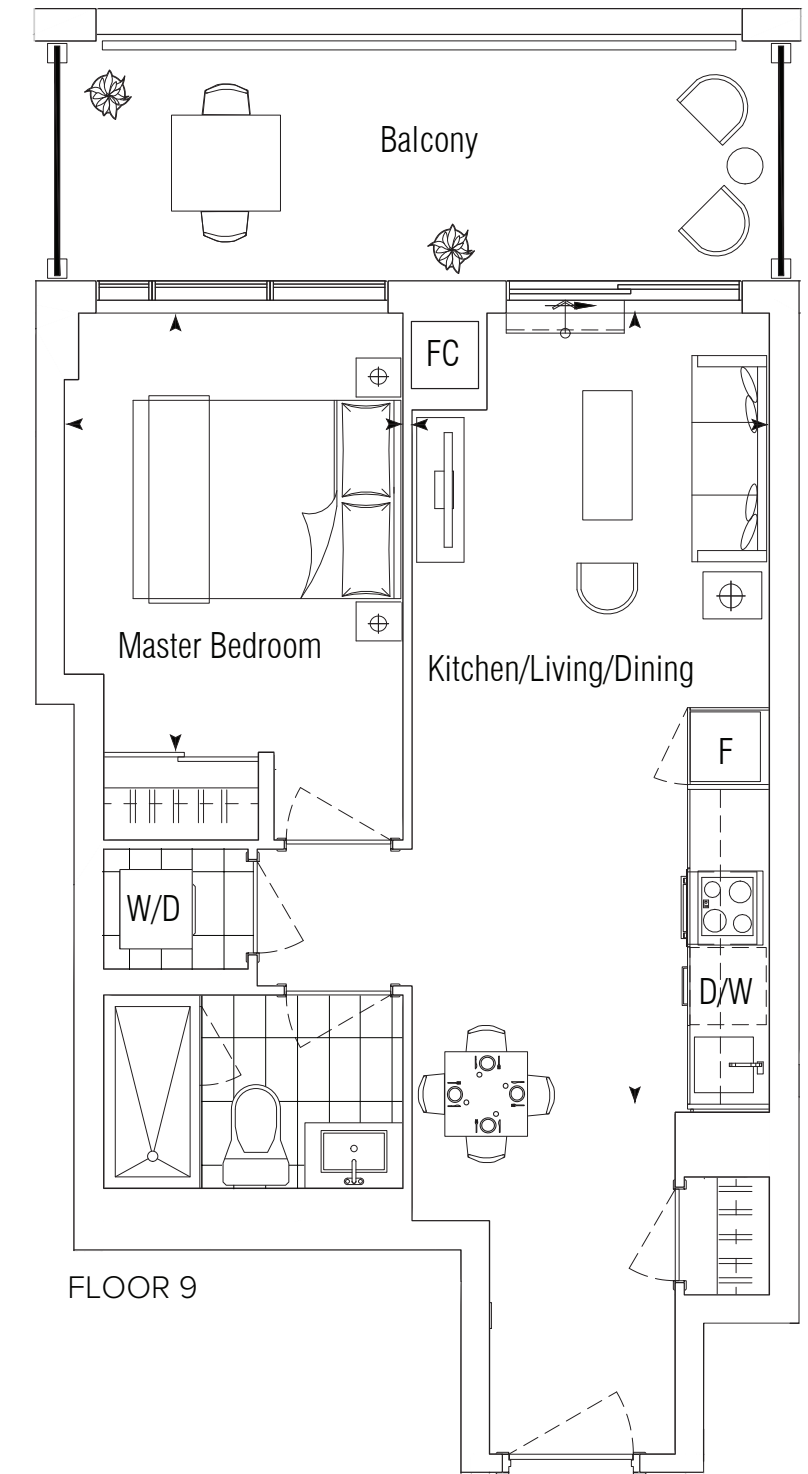 Balcony
FC
Master Bedroom
Kitchen/Living/Dining
F
W/D
D/W
FLOOR 9